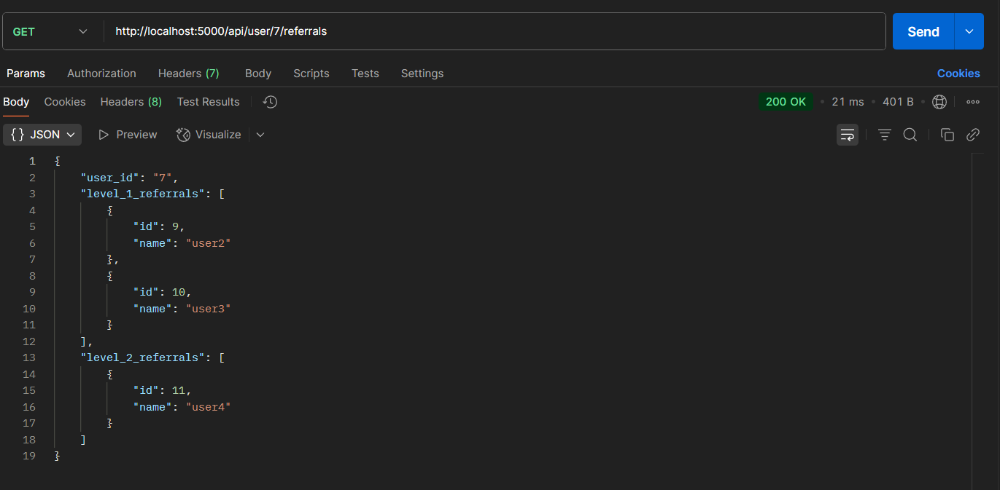 GET http://localhost:5000/api/user/7/referrals Send
Params Authorization Headers (7) Body Scripts Tests Settings Cookies
Body Cookies Headers (8) Test Results 200 OK • 21 ms • 401 B •
{} JSON Preview Visualize
1 {
2 "user_id": "7",
3 "level_1_referrals": [
4 {
5 "id": 9,
6 "name": "user2"
7 },
8 {
9 "id": 10,
10 "name": "user3"
11 }
12 ],
13 "level_2_referrals": [
14 {
15 "id": 11,
16 "name": "user4"
17 }
18 ]
19 }